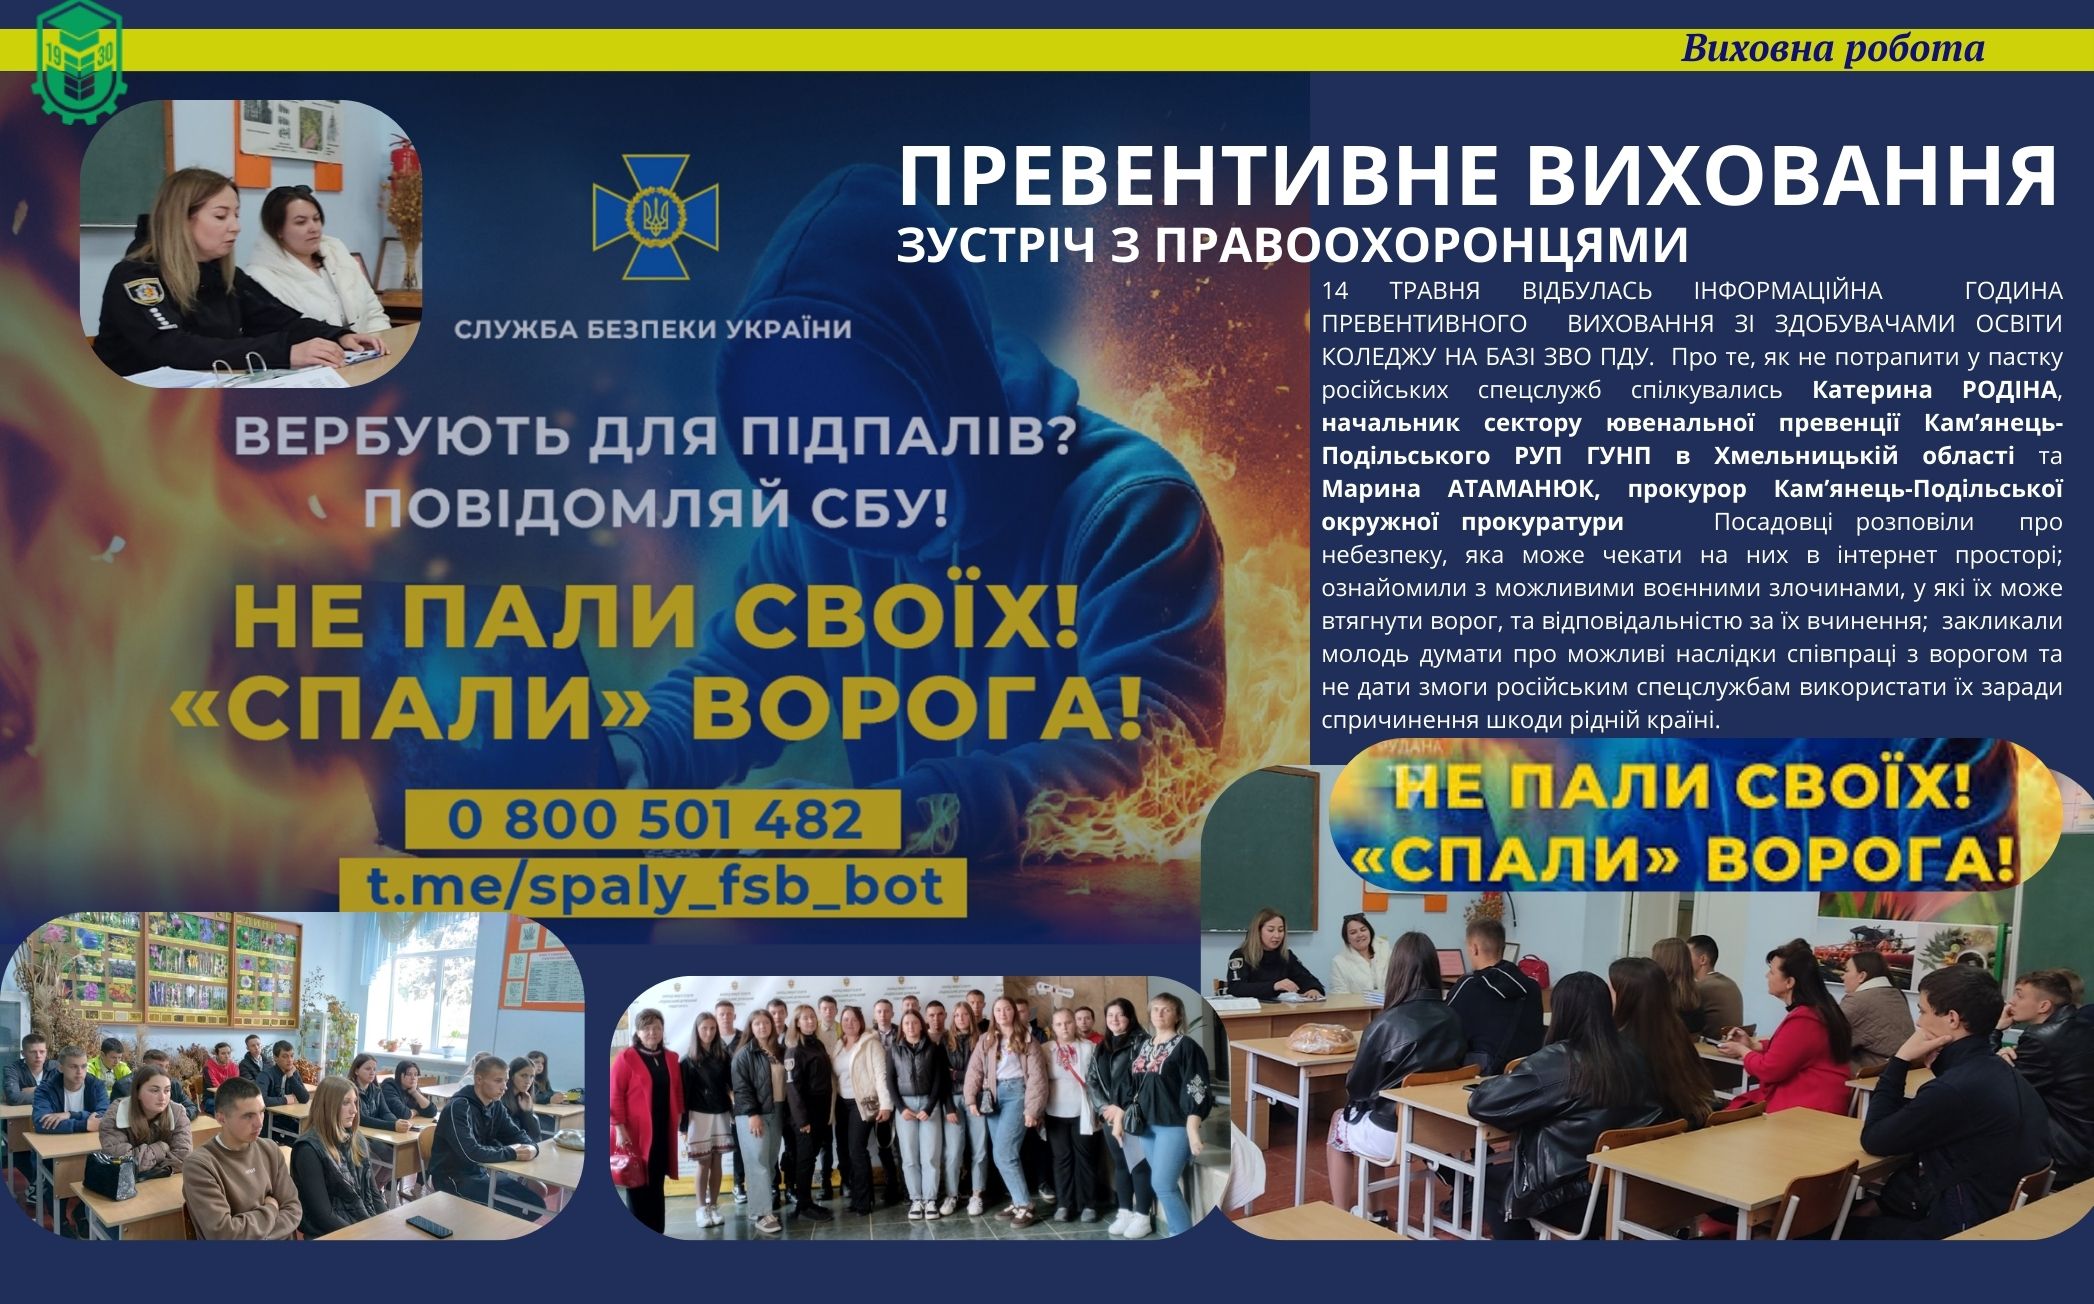 Виховна робота
19 30
ПРЕВЕНТИВНЕ ВИХОВАННЯ
ЗУСТРІЧ З ПРАВООХОРОНЦЯМИ
14 ТРАВНЯ ВІДБУЛАСЬ ІНФОРМАЦІЙНА ГОДИНА
ПРЕВЕНТИВНОГО ВИХОВАННЯ ЗІ ЗДОБУВАЧАМИ ОСВІТИ
КОЛЕДЖУ НА БАЗІ ЗВО ПДУ. Про те, як не потрапити у пастку
російських спецслужб спілкувались Катерина РОДІНА,
начальник сектору ювенальної превенції Кам’янець-
Подільського РУП ГУНП в Хмельницькій області та
Марина АТАМАНЮК, прокурор Кам’янець-Подільської
окружної прокуратури Посадовці розповіли про
небезпеку, яка може чекати на них в інтернет просторі;
ознайомили з можливими воєнними злочинами, у які їх може
втягнути ворог, та відповідальністю за їх вчинення; закликали
молодь думати про можливі наслідки співпраці з ворогом та
не дати змоги російським спецслужбам використати їх заради
спричинення шкоди рідній країні.
СЛУЖБА БЕЗПЕКИ УКРАЇНИ
ВЕРБУЮТЬ ДЛЯ ПІДПАЛІВ?
ПОВІДОМЛЯЙ СБУ!
НЕ ПАЛИ СВОЇХ!
«СПАЛИ» ВОРОГА!
0 800 501 482
t.me/spaly_fsb_bot
НЕ ПАЛИ СВОЇХ!
«СПАЛИ» ВОРОГА!